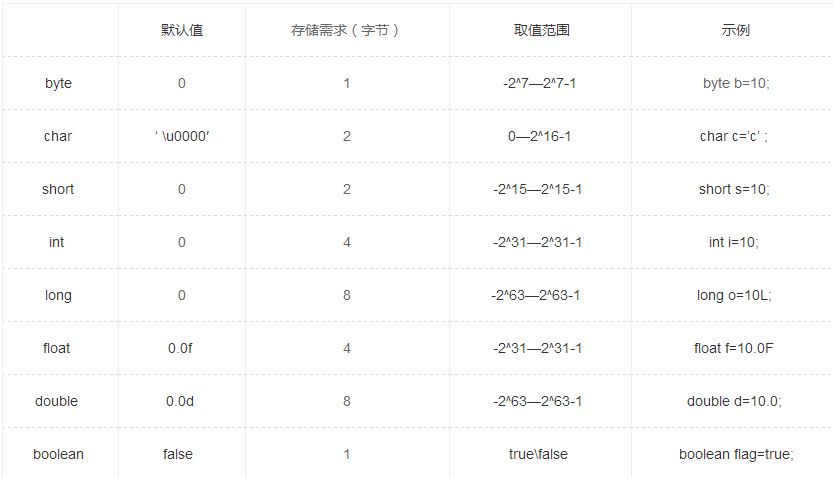 默认值 存储需求（字节） 取值范围 示例
byte 0 1 -2^7—2^7-1 byte b=10;
char ‘ \u0000′ 2 0—2^16-1 char c=’c’ ;
short 0 2 -2^15—2^15-1 short s=10;
int 0 4 -2^31—2^31-1 int i=10;
long 0 8 -2^63—2^63-1 long o=10L;
float 0.0f 4 -2^31—2^31-1 float f=10.0F
double 0.0d 8 -2^63—2^63-1 double d=10.0;
boolean false 1 true\false boolean flag=true;